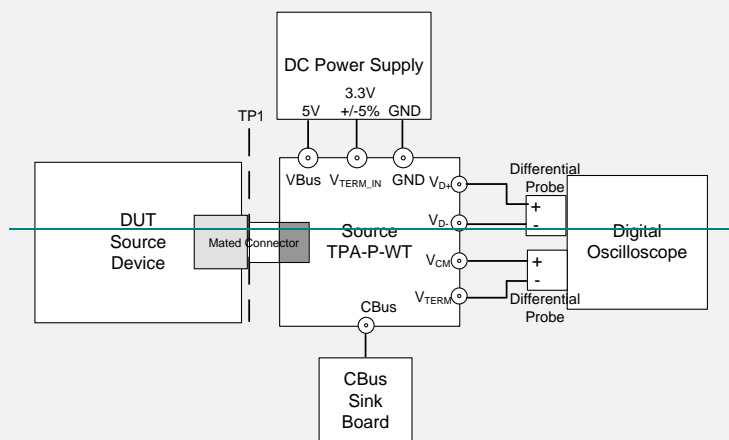 DC Power Supply
3.3V
5V +/-5% GND
TP1
VBus VTERM_IN GND
VD+
VD-
VCM
VTERM
DUT
Source
Device
Mated Connector
Source
TPA-P-WT
CBus
Differential
Probe
+
-
+
-
Differential
Probe
Digital
Oscilloscope
CBus
Sink
Board